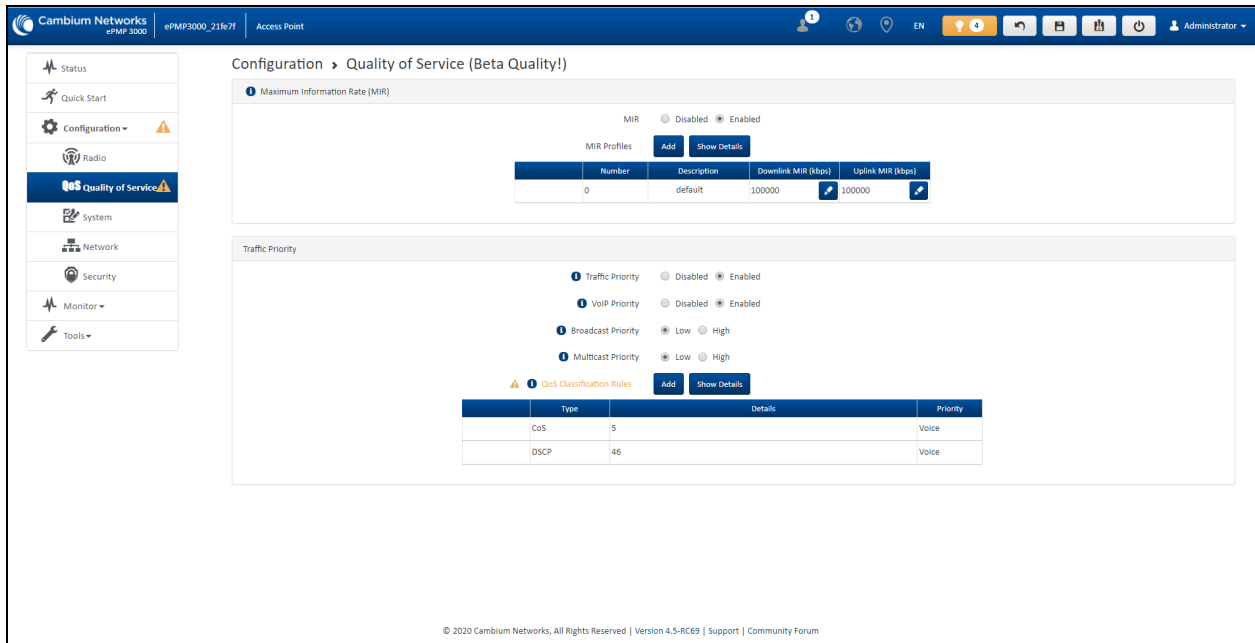 Cambium Networks
ePMP 3000
ePMP3000_21fe7f
Access Point
1
EN
4
Administrator
Status
Quick Start
Configuration
Radio
QoS Quality of Service
System
Network
Security
Monitor
Tools
Configuration > Quality of Service (Beta Quality!)
Maximum Information Rate (MIR)
MIR Disabled Enabled
MIR Profiles Add Show Details
Number Description Downlink MIR (kbps) Uplink MIR (kbps)
0 default 100000 100000
Traffic Priority
Traffic Priority Disabled Enabled
VoIP Priority Disabled Enabled
Broadcast Priority Low High
Multicast Priority Low High
QoS Classification Rules Add Show Details
Type Details Priority
CoS 5 Voice
DSCP 46 Voice
© 2020 Cambium Networks, All Rights Reserved | Version 4.5-RC69 | Support | Community Forum